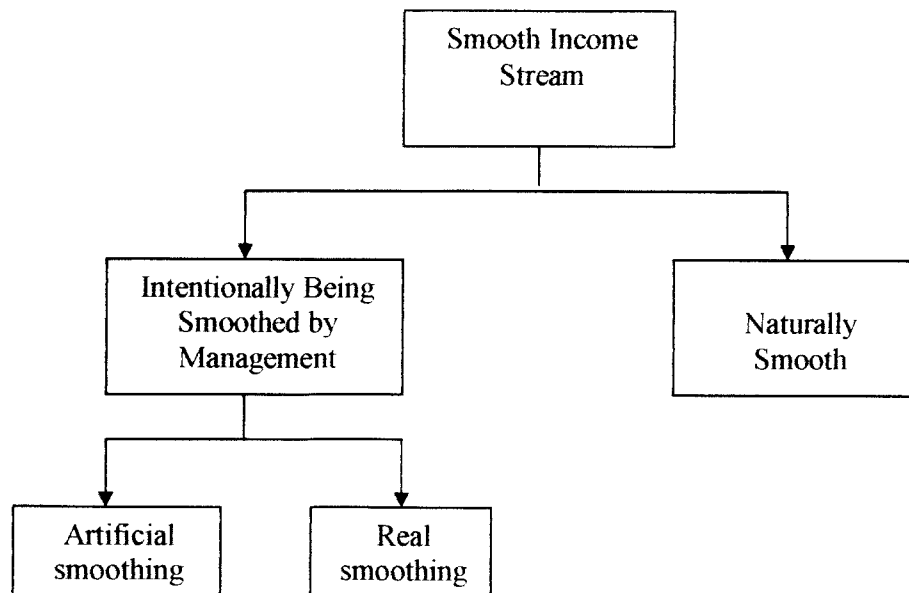 Smooth Income
Stream
Intentionally Being
Smoothed by
Management
Naturally
Smooth
Artificial
smoothing
Real
smoothing